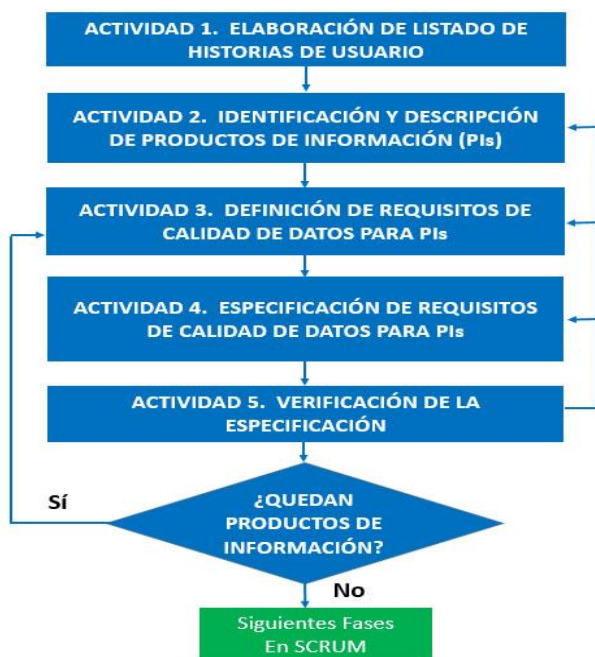 ACTIVIDAD 1. ELABORACIÓN DE LISTADO DE
HISTORIAS DE USUARIO
ACTIVIDAD 2. IDENTIFICACIÓN Y DESCRIPCIÓN
DE PRODUCTOS DE INFORMACIÓN (PIs)
ACTIVIDAD 3. DEFINICIÓN DE REQUISITOS DE
CALIDAD DE DATOS PARA PIs
ACTIVIDAD 4. ESPECIFICACIÓN DE REQUISITOS
DE CALIDAD DE DATOS PARA PIs
ACTIVIDAD 5. VERIFICACIÓN DE LA
ESPECIFICACIÓN
Sí
¿QUEDAN
PRODUCTOS DE
INFORMACIÓN?
No
Siguientes Fases
En SCRUM